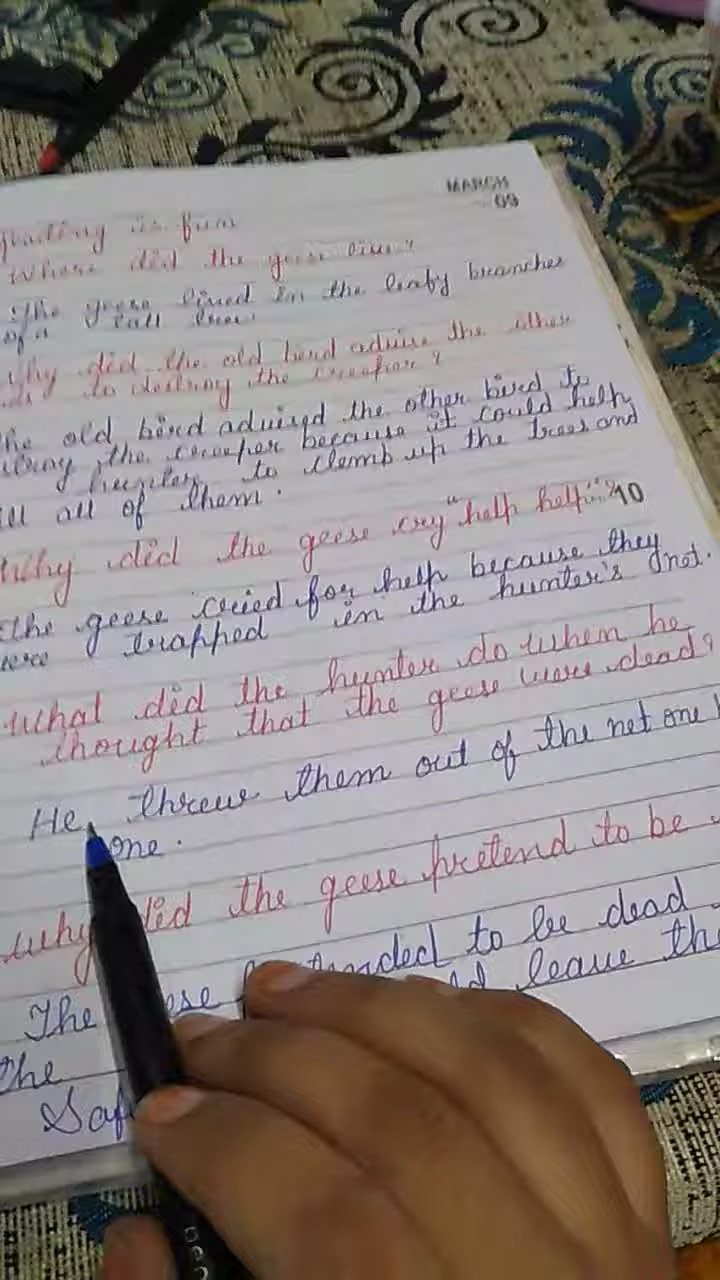 MARCH
09
Reading is fun
Where did the geese live?
The geese lived in the leafy branches
of a tall tree.
Why did the old bird advise the other
to destroy the creeper?
he old bird advised the other bird to
the creeper because it could help
hunter to climb up the trees and
all of them.
Why did the geese cry "help help"?
10
The geese cried for help because they
were trapped in the hunter's net.
What did the hunter do when he
thought that the geese were dead?
He threw them out of the net one
one.
Why did the geese pretend to be
The to be dead
leave the
the